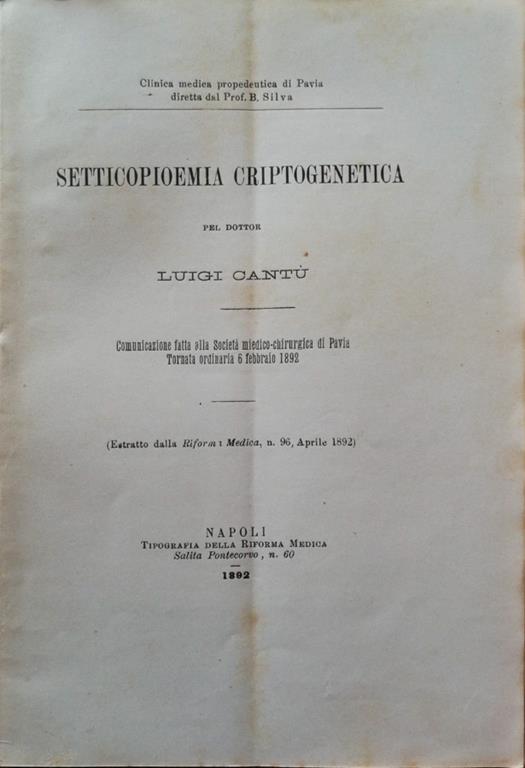 Clinica medica propedeutica di Pavia
diretta dal Prof. B. Silva
SETTICOPIOEMIA CRIPTOGENETICA
PEL DOTTOR
LUIGI CANTÙ
Comunicazione fatta alla Società miedico-chirurgica di Pavia
Tornata ordinaria 6 febbraio 1892
(Estratto dalla Riforma Medica, n. 96, Aprile 1892)
NAPOLI
TIPOGRAFIA DELLA RIFORMA MEDICA
Salita Pontecorvo, n. 60
1892